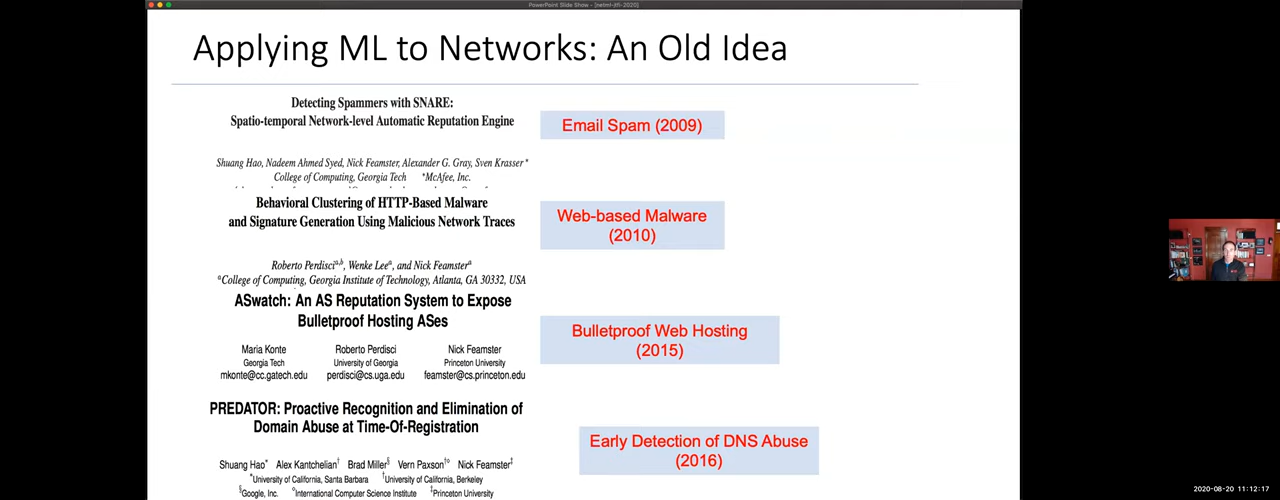 PowerPoint Slide Show - [netml-jtfi-2020]
Applying ML to Networks: An Old Idea
Detecting Spammers with SNARE:
Spatio-temporal Network-level Automatic Reputation Engine
Email Spam (2009)
Shuang Hao, Nadeem Ahmed Syed, Nick Feamster, Alexander G. Gray, Sven Krasser*
College of Computing, Georgia Tech *McAfee, Inc.
Behavioral Clustering of HTTP-Based Malware
and Signature Generation Using Malicious Network Traces
Web-based Malware
(2010)
Roberto Perdisci^a,b, Wenke Lee^a, and Nick Feamster^a
^aCollege of Computing, Georgia Institute of Technology, Atlanta, GA 30332, USA
ASwatch: An AS Reputation System to Expose
Bulletproof Hosting ASes
Bulletproof Web Hosting
(2015)
Maria Konte Roberto Perdisci Nick Feamster
Georgia Tech University of Georgia Princeton University
mkonte@cc.gatech.edu perdisci@cs.uga.edu feamster@cs.princeton.edu
PREDATOR: Proactive Recognition and Elimination of
Domain Abuse at Time-Of-Registration
Early Detection of DNS Abuse
(2016)
Shuang Hao* Alex Kantchelian† Brad Miller§ Vern Paxson†° Nick Feamster‡
*University of California, Santa Barbara †University of California, Berkeley
§Google, Inc. °International Computer Science Institute ‡Princeton University
2020-08-20 11:12:17